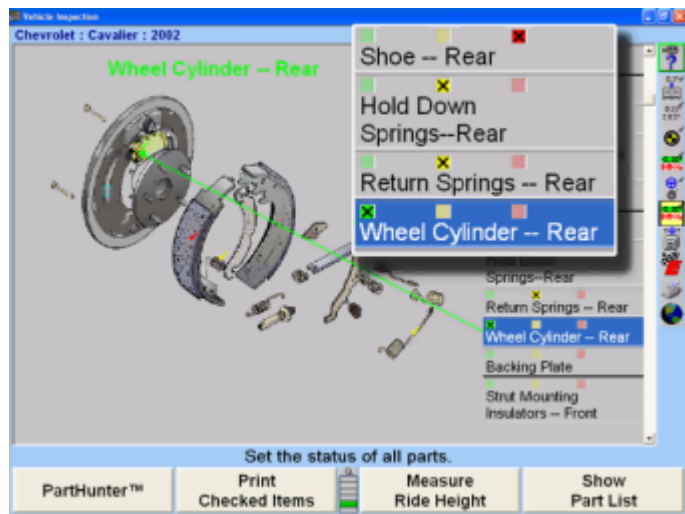 Vehicle Inspection
Chevrolet : Cavalier : 2002
Wheel Cylinder -- Rear
Shoe -- Rear
Hold Down
Springs--Rear
Return Springs -- Rear
Wheel Cylinder -- Rear
Springs--Rear
Return Springs -- Rear
Wheel Cylinder -- Rear
Backing Plate
Strut Mounting
Insulators -- Front
Set the status of all parts.
PartHunter™
Print
Checked Items
Measure
Ride Height
Show
Part List